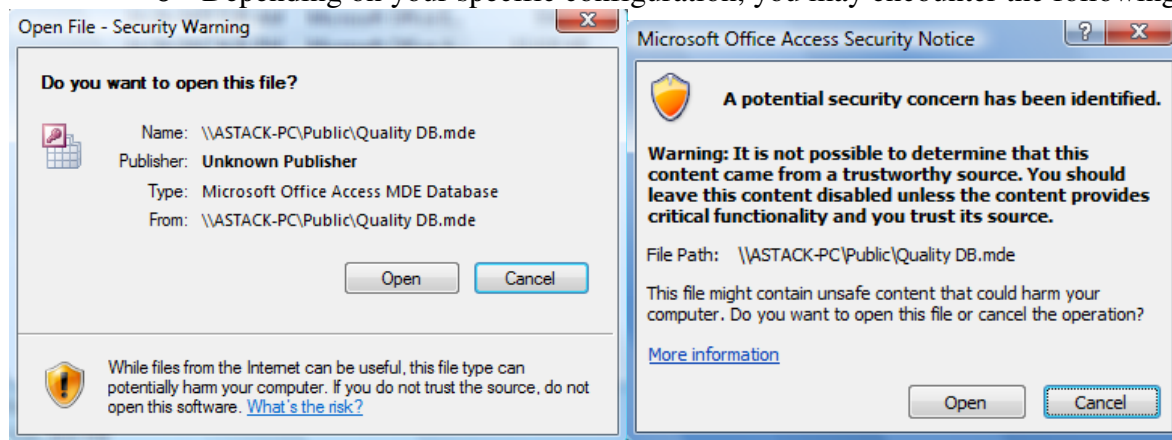 Depending on your specific configuration, you may encounter the following
Open File - Security Warning
Do you want to open this file?
Name: \\ASTACK-PC\Public\Quality DB.mde
Publisher: Unknown Publisher
Type: Microsoft Office Access MDE Database
From: \\ASTACK-PC\Public\Quality DB.mde
Open Cancel
While files from the Internet can be useful, this file type can
potentially harm your computer. If you do not trust the source, do not
open this software. What's the risk?
Microsoft Office Access Security Notice
A potential security concern has been identified.
Warning: It is not possible to determine that this
content came from a trustworthy source. You should
leave this content disabled unless the content provides
critical functionality and you trust its source.
File Path: \\ASTACK-PC\Public\Quality DB.mde
This file might contain unsafe content that could harm your
computer. Do you want to open this file or cancel the operation?
More information
Open Cancel